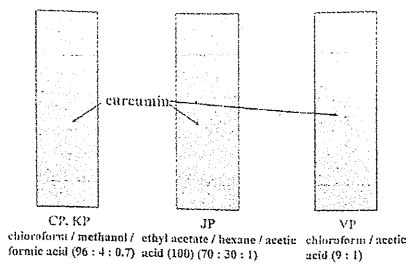 curcumin
CP, KP JP VP
chloroform / methanol / ethyl acetate / hexane / acetic chloroform / acetic
formic acid (96 : 4 : 0.7) acid (100) (70 : 30 : 1) acid (9 : 1)